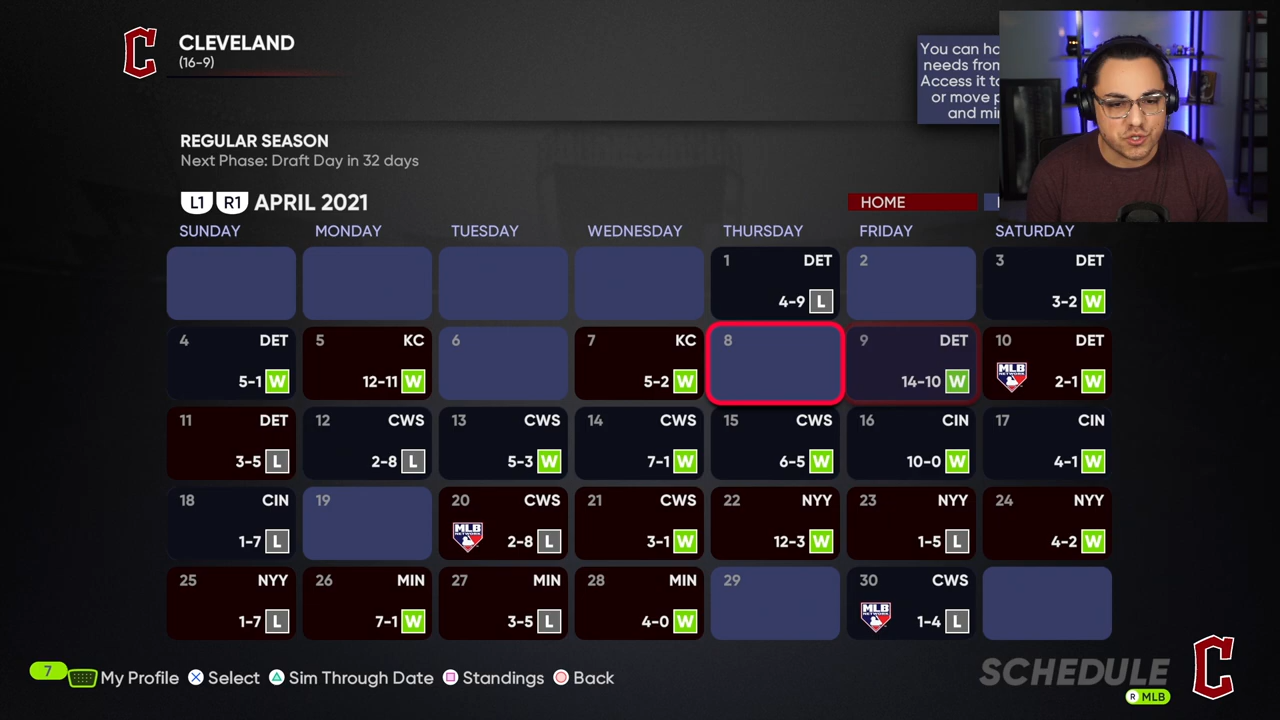 CLEVELAND
(16-9)
You can
needs from
Access it
or move
and
REGULAR SEASON
Next Phase: Draft Day in 32 days
L1 R1 APRIL 2021
HOME
SUNDAY MONDAY TUESDAY WEDNESDAY THURSDAY FRIDAY SATURDAY
1 DET 2 3 DET
4-9 L 3-2 W
4 DET 5 KC 6 7 KC 8 9 DET 10 DET
5-1 W 12-11 W 5-2 W 14-10 W MLB NETWORK 2-1 W
11 DET 12 CWS 13 CWS 14 CWS 15 CWS 16 CIN 17 CIN
3-5 L 2-8 L 5-3 W 7-1 W 6-5 W 10-0 W 4-1 W
18 CIN 19 20 CWS 21 CWS 22 NYY 23 NYY 24 NYY
1-7 L MLB NETWORK 2-8 L 3-1 W 12-3 W 1-5 L 4-2 W
25 NYY 26 MIN 27 MIN 28 MIN 29 30 CWS
1-7 L 7-1 W 3-5 L 4-0 W MLB NETWORK 1-4 L
7 My Profile Select Sim Through Date Standings Back
SCHEDULE
R MLB